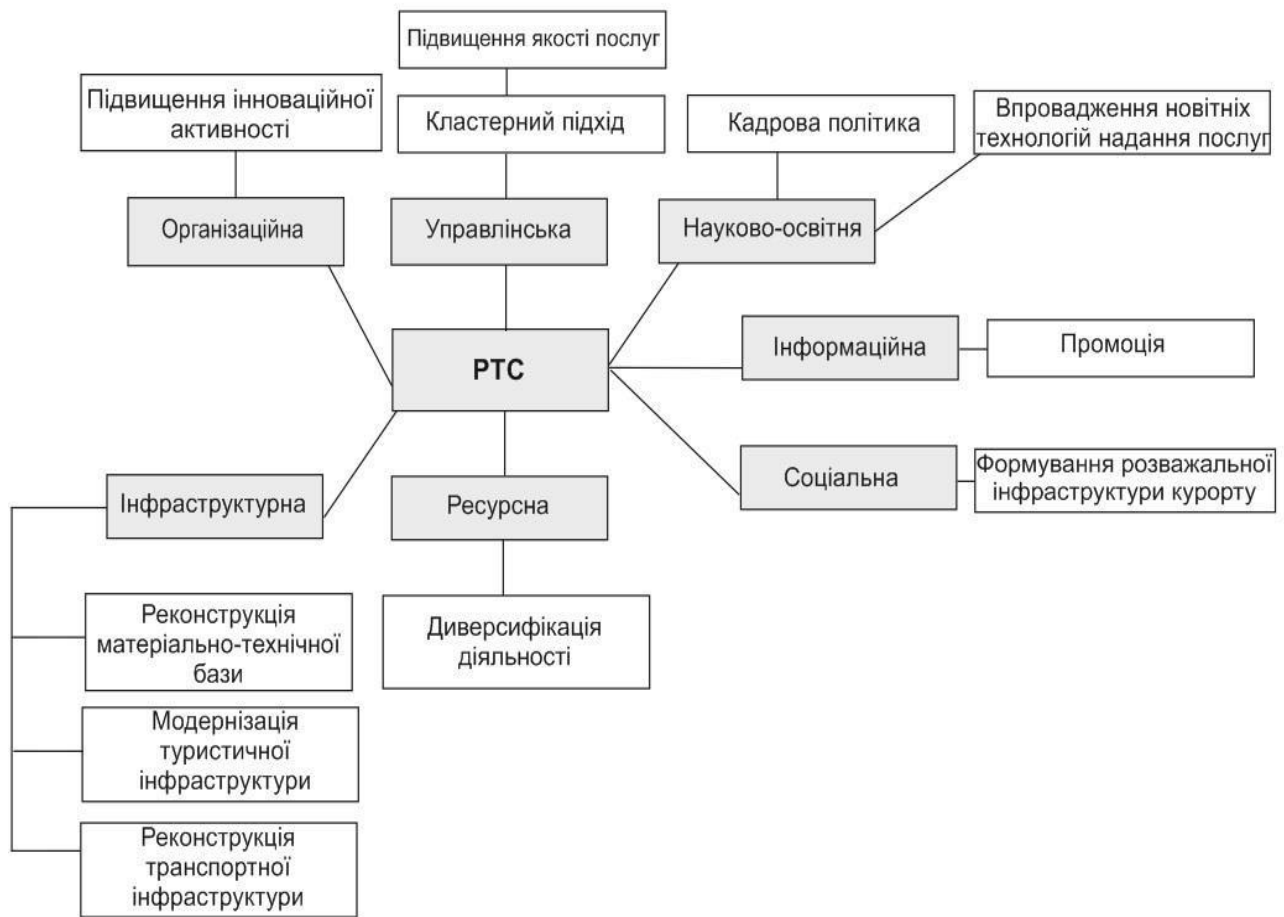 Підвищення якості послуг
Підвищення інноваційної
активності
Кластерний підхід
Кадрова політика
Впровадження новітніх
технологій надання послуг
Організаційна
Управлінська
Науково-освітня
РТС
Інформаційна
Промоція
Соціальна
Формування розважальної
інфраструктури курорту
Інфраструктурна
Ресурсна
Реконструкція
матеріально-технічної
бази
Диверсифікація
діяльності
Модернізація
туристичної
інфраструктури
Реконструкція
транспортної
інфраструктури